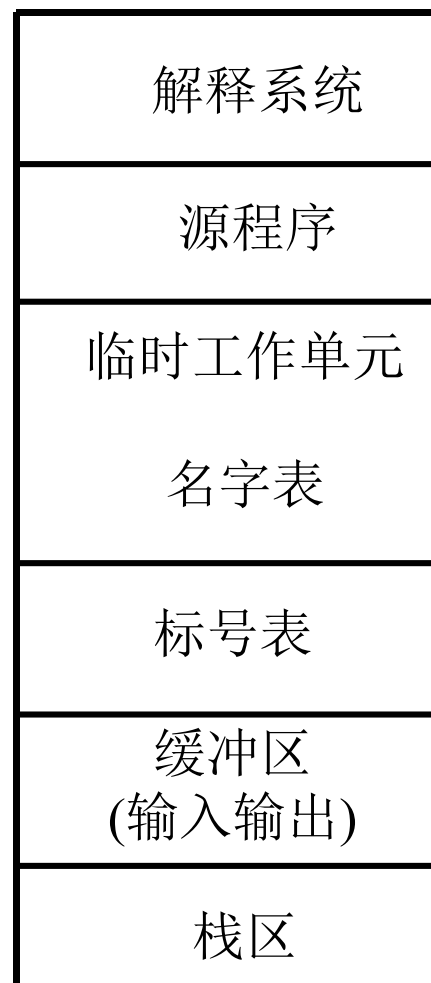 解释系统
源程序
临时工作单元
名字表
标号表
缓冲区
(输入输出)
栈区